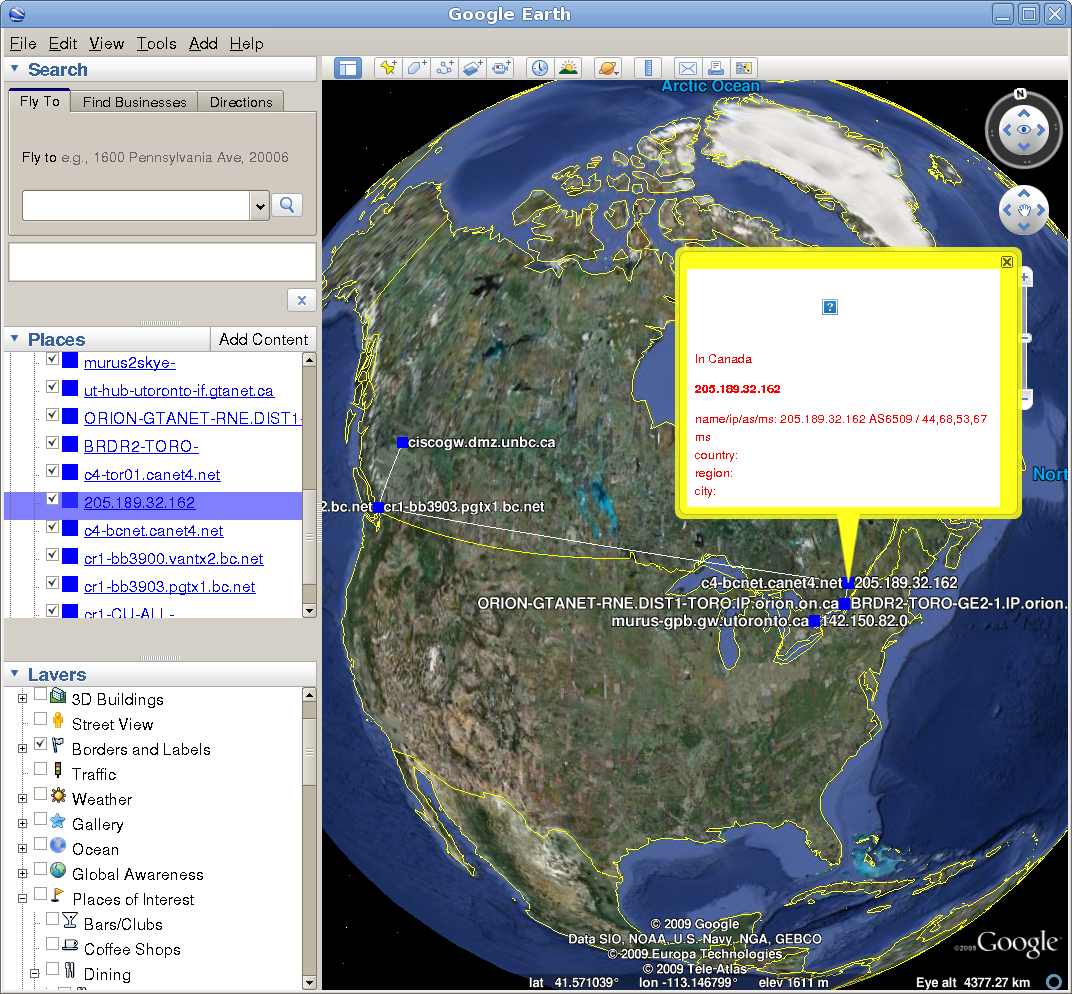 Google Earth
File Edit View Tools Add Help
Search
Fly To
Find Businesses
Directions
Fly to e.g., 1600 Pennsylvania Ave, 20006
Places
Add Content
murus2skye-
ut-hub-utoronto-if.gtanet.ca
ORION-GTANET-RNE.DIST1-
BRDR2-TORO-
c4-tor01.canet4.net
205.189.32.162
c4-bcnet.canet4.net
cr1-bb3900.vantx2.bc.net
cr1-bb3903.pgtx1.bc.net
cr1-CU-ALL-
Layers
3D Buildings
Street View
Borders and Labels
Traffic
Weather
Gallery
Ocean
Global Awareness
Places of Interest
Bars/Clubs
Coffee Shops
Dining
Arctic Ocean
N
In Canada
205.189.32.162
name/ip/as/ms: 205.189.32.162 AS6509 / 44,68,53,67
ms
country:
region:
city:
Nort
ciscogw.dmz.unbc.ca
2.bc.net cr1-bb3903.pgtx1.bc.net
c4-bcnet.canet4.net 205.189.32.162
ORION-GTANET-RNE.DIST1-TORO.IP.orion.on.ca BRDR2-TORO-GE2-1.IP.orion.
murus-gpb.gw.utoronto.ca 142.150.82.0
© 2009 Google
Data SIO, NOAA, U.S. Navy, NGA, GEBCO
© 2009 Europa Technologies
© 2009 Tele Atlas
©2009 Google
lat 41.571039° lon -113.146799° elev 1611 m
Eye alt 4377.27 km